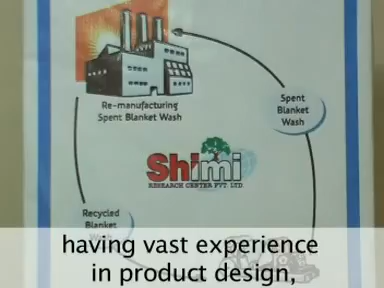 Re-manufacturing
Spent Blanket Wash
Spent
Blanket
Wash
Shimi
RESEARCH CENTER PVT. LTD
Recycled
Blanket
Wash
having vast experience
in product design,